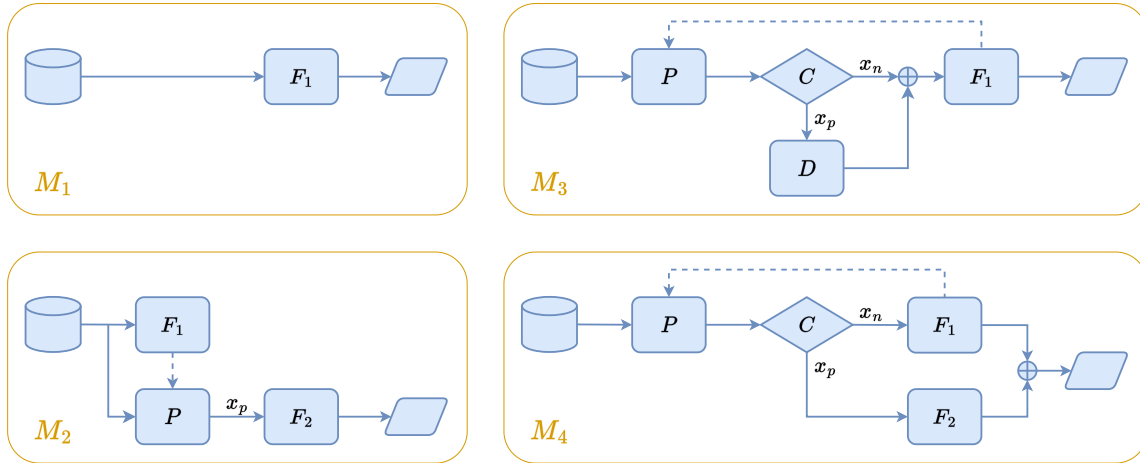 F₁
M₁
P
C
xₙ
F₁
xₚ
D
M₃
F₁
P
xₚ
F₂
M₂
P
C
xₙ
F₁
xₚ
F₂
M₄